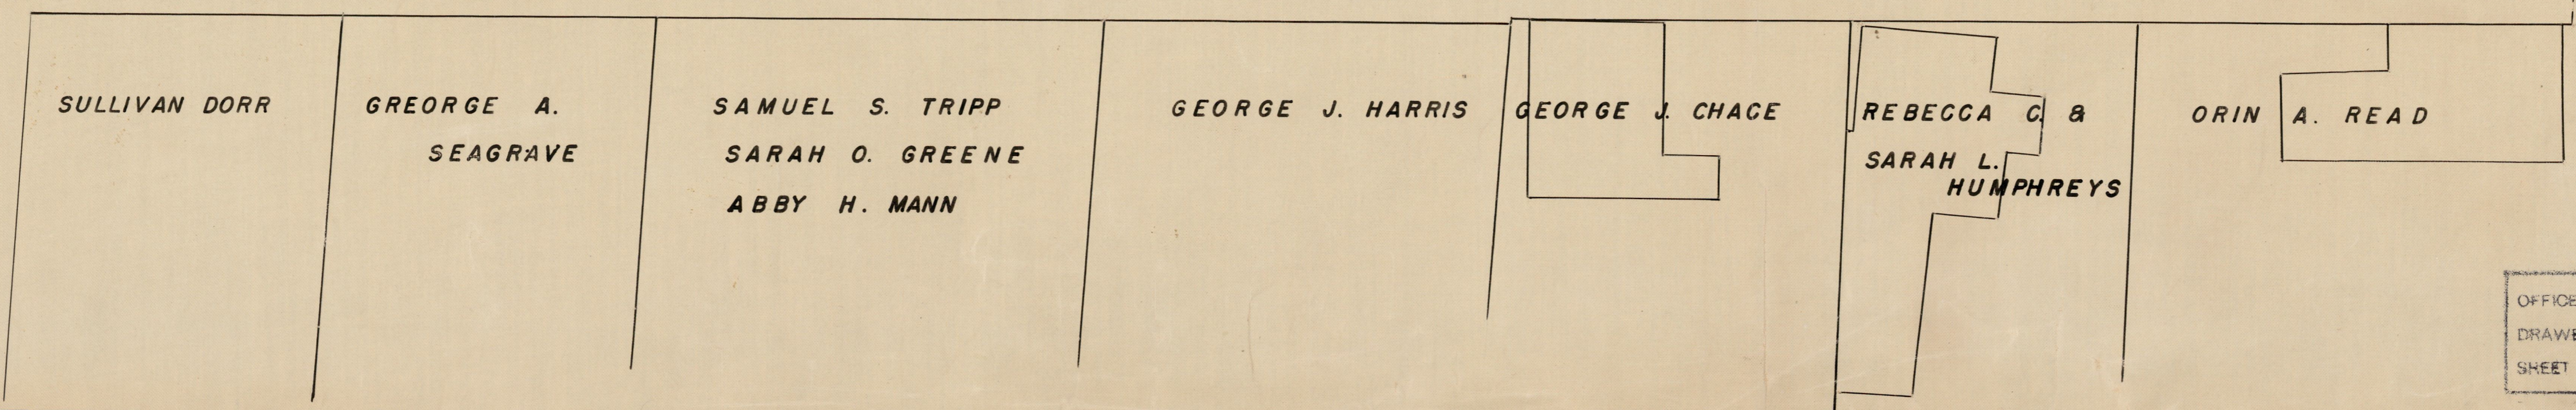 SULLIVAN DORR
GREORGE A.
SEAGRAVE
SAMUEL S. TRIPP
SARAH O. GREENE
ABBY H. MANN
GEORGE J. HARRIS
GEORGE J. CHACE
REBECCA C. &
SARAH L.
HUMPHREYS
ORIN A. READ
OFFICE
DRAWE
SHEET